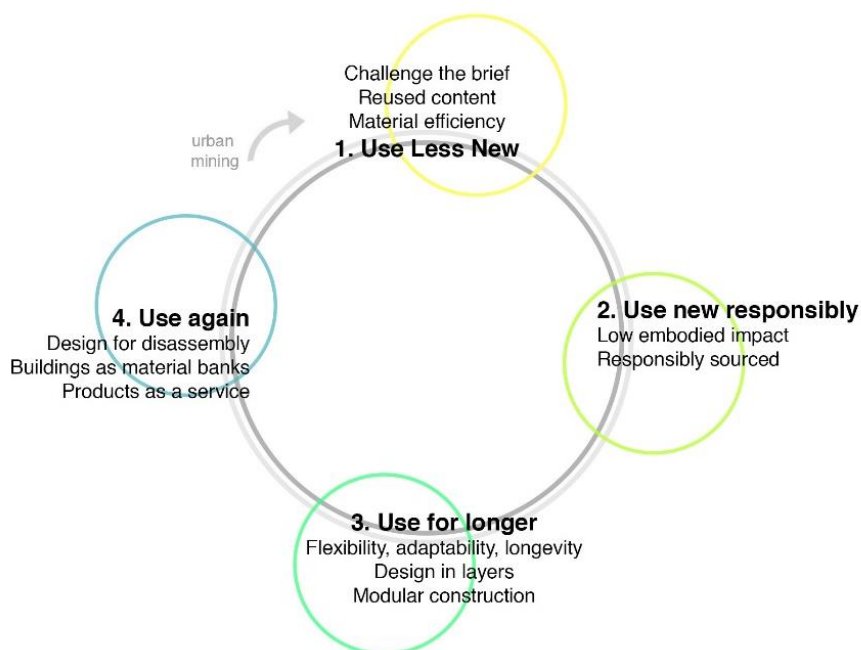 Challenge the brief
Reused content
Material efficiency
1. Use Less New
urban
mining
2. Use new responsibly
Low embodied impact
Responsibly sourced
3. Use for longer
Flexibility, adaptability, longevity
Design in layers
Modular construction
4. Use again
Design for disassembly
Buildings as material banks
Products as a service